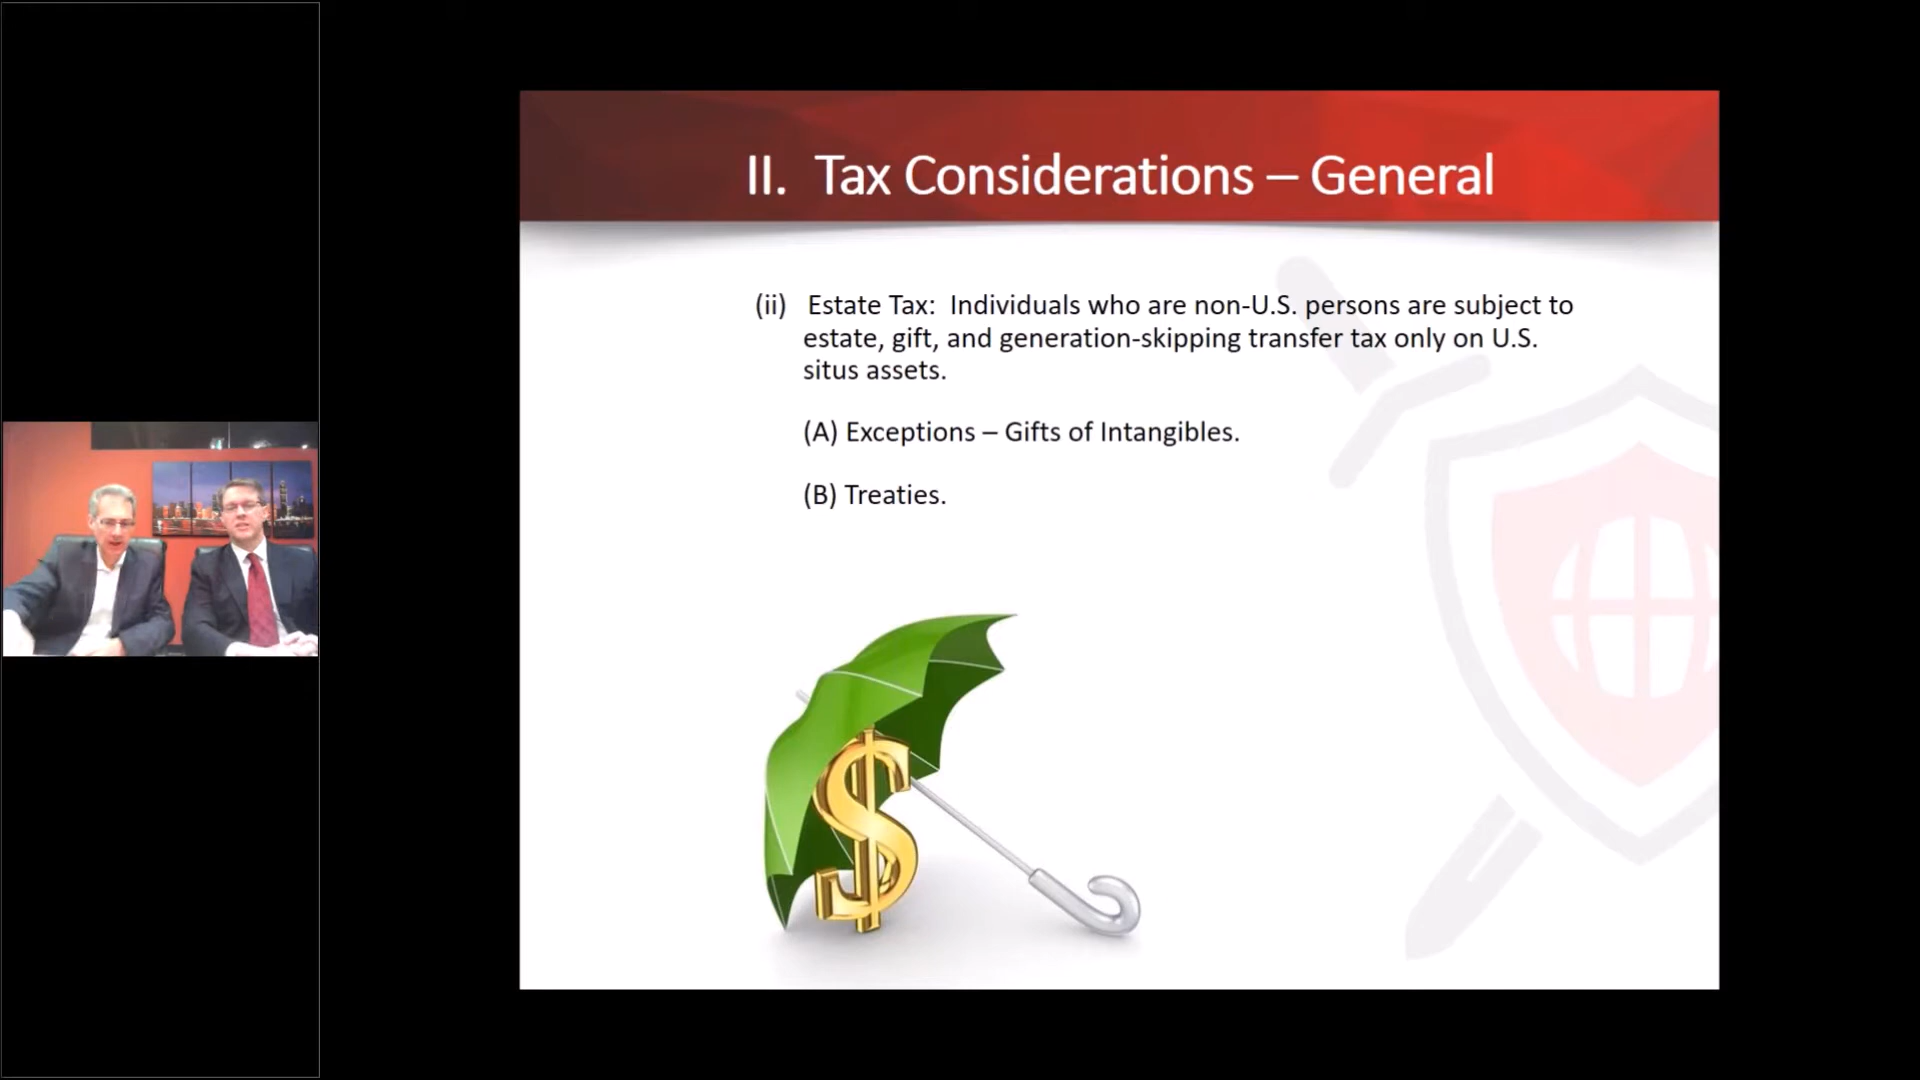 II. Tax Considerations – General
(ii) Estate Tax: Individuals who are non-U.S. persons are subject to
estate, gift, and generation-skipping transfer tax only on U.S.
situs assets.
(A) Exceptions – Gifts of Intangibles.
(B) Treaties.